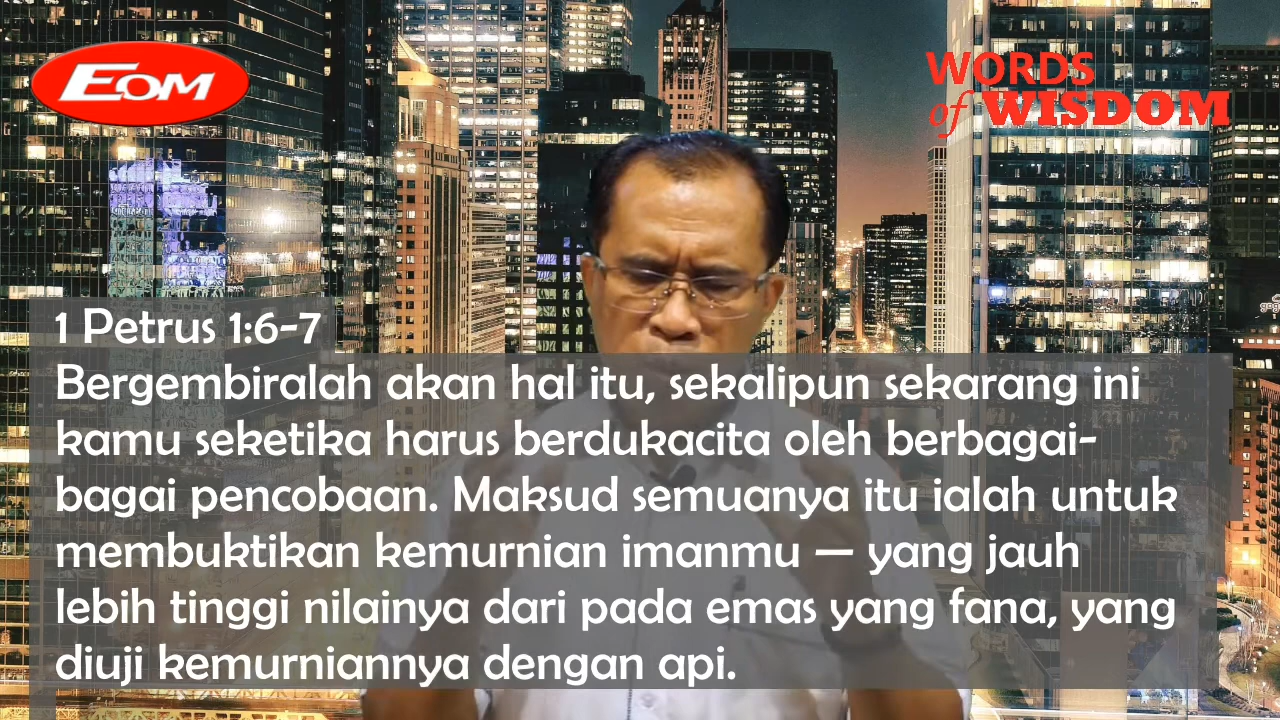 EOM
WORDS
of WISDOM
1 Petrus 1:6-7
Bergembiralah akan hal itu, sekalipun sekarang ini
kamu seketika harus berdukacita oleh berbagai-
bagai pencobaan. Maksud semuanya itu ialah untuk
membuktikan kemurnian imanmu — yang jauh
lebih tinggi nilainya dari pada emas yang fana, yang
diuji kemurniannya dengan api.